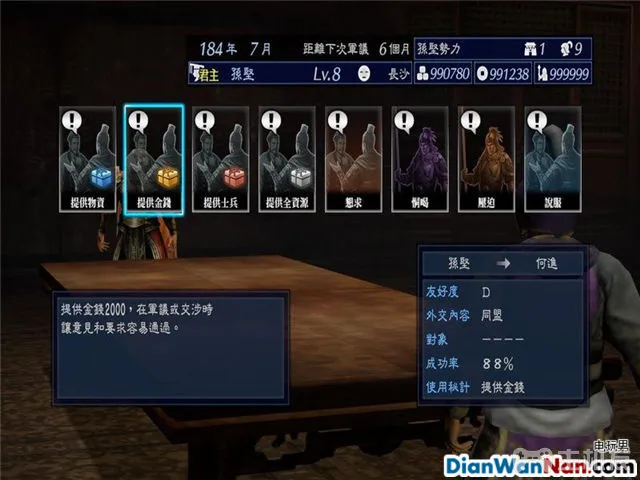 184年 7月 距離下次軍議 6個月 孫堅勢力 1 9
君主 孫堅 Lv.8 長沙 990780 991238 999999
提供物資 提供金錢 提供士兵 提供全資源 懇求 恫喝 壓迫 說服
孫堅 → 何進
友好度 D
外交內容 同盟
對象 ----
成功率 88%
使用秘計 提供金錢
提供金錢2000，在軍議或交涉時
讓意見和要求容易通過。
电玩男
DianWanNan.com